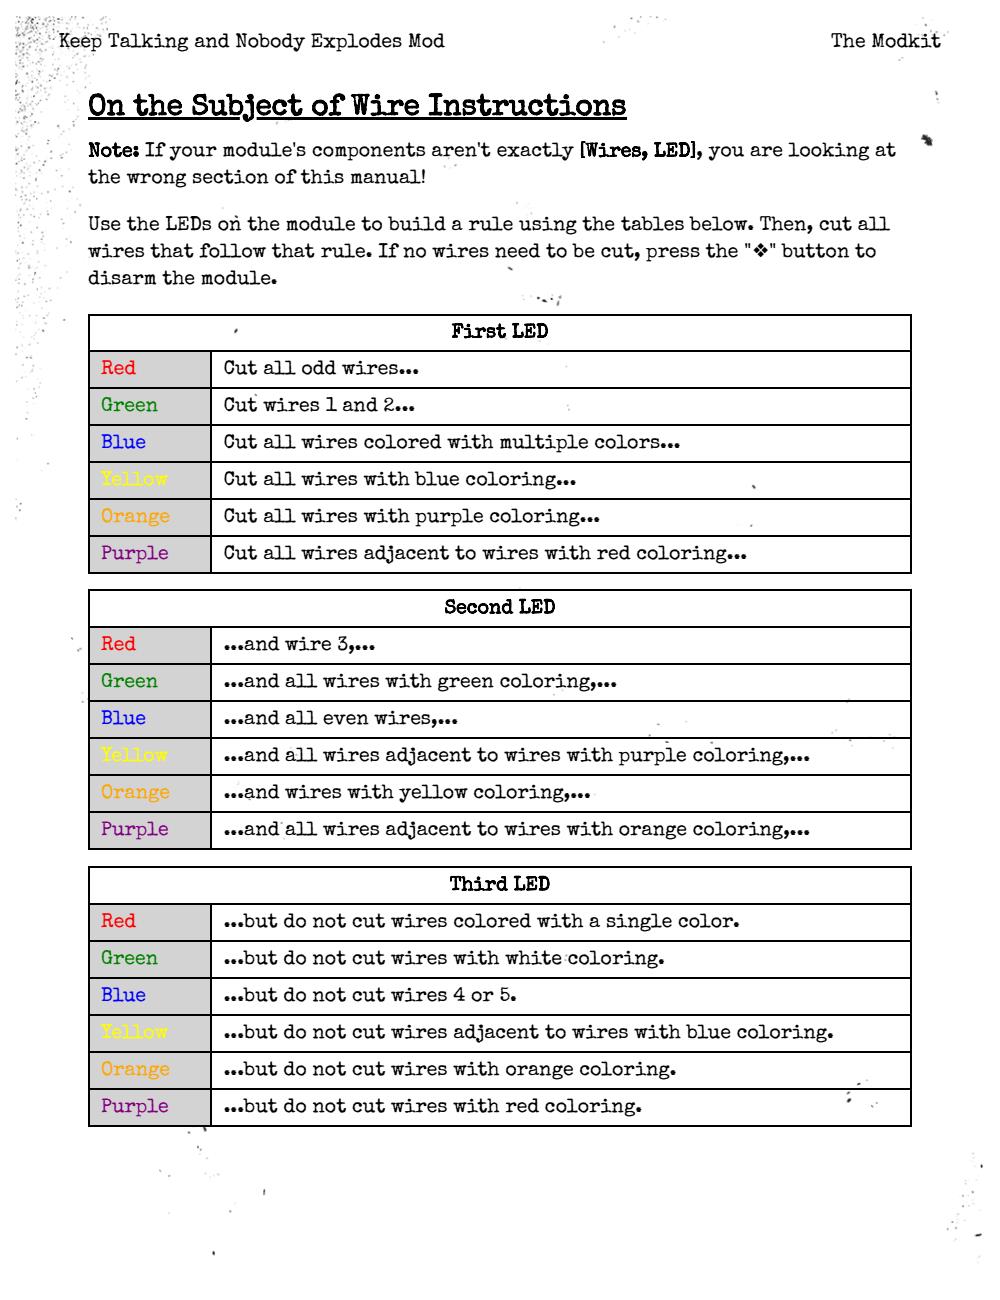 Keep Talking and Nobody Explodes Mod
The Modkit
On the Subject of Wire Instructions
Note: If your module's components aren't exactly [Wires, LED], you are looking at
the wrong section of this manual!
Use the LEDs on the module to build a rule using the tables below. Then, cut all
wires that follow that rule. If no wires need to be cut, press the "❖" button to
disarm the module.
First LED
Red Cut all odd wires...
Green Cut wires 1 and 2...
Blue Cut all wires colored with multiple colors...
Yellow Cut all wires with blue coloring...
Orange Cut all wires with purple coloring...
Purple Cut all wires adjacent to wires with red coloring...
Second LED
Red ...and wire 3,...
Green ...and all wires with green coloring,...
Blue ...and all even wires,...
Yellow ...and all wires adjacent to wires with purple coloring,...
Orange ...and wires with yellow coloring,...
Purple ...and all wires adjacent to wires with orange coloring,...
Third LED
Red ...but do not cut wires colored with a single color.
Green ...but do not cut wires with white coloring.
Blue ...but do not cut wires 4 or 5.
Yellow ...but do not cut wires adjacent to wires with blue coloring.
Orange ...but do not cut wires with orange coloring.
Purple ...but do not cut wires with red coloring.